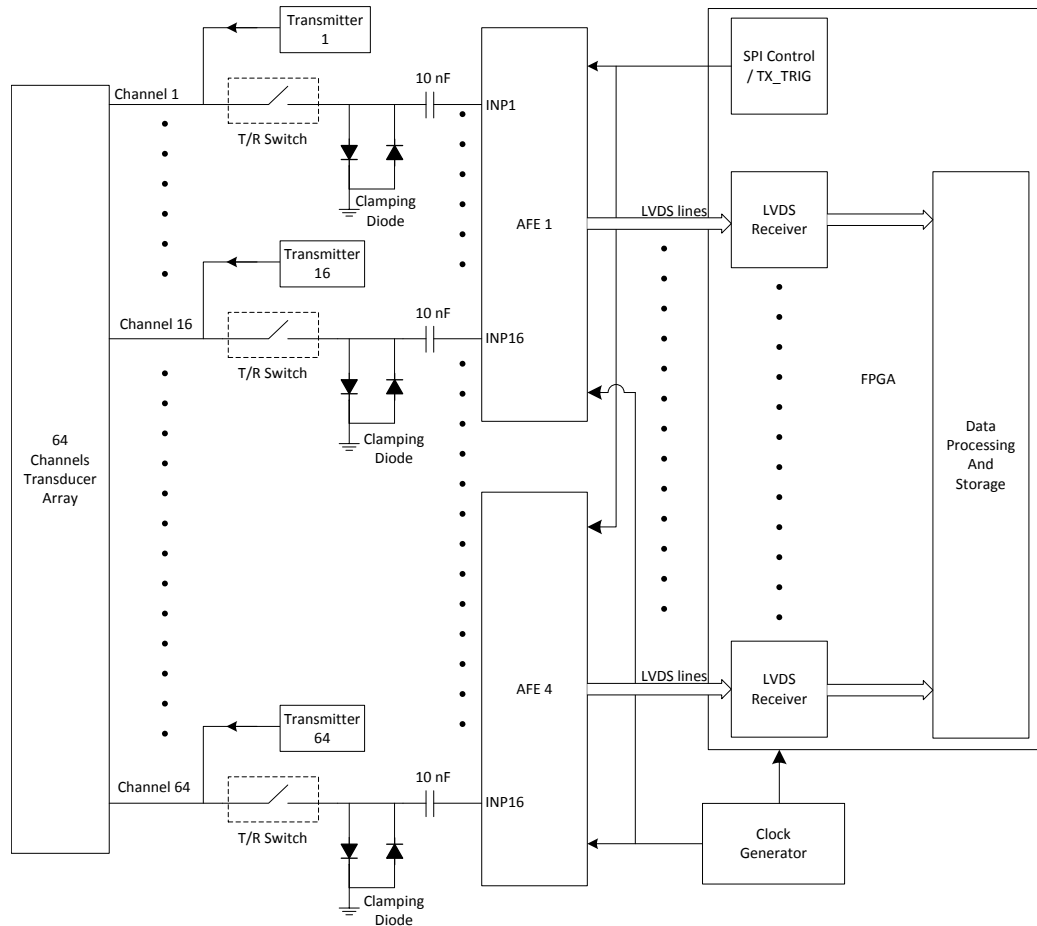 Transmitter
1
SPI Control
/ TX_TRIG
Channel 1
10 nF
INP1
T/R Switch
Clamping
Diode
LVDS lines
LVDS
Receiver
AFE 1
Transmitter
16
Channel 16
10 nF
INP16
T/R Switch
Clamping
Diode
FPGA
64
Channels
Transducer
Array
Data
Processing
And
Storage
LVDS lines
LVDS
Receiver
AFE 4
Transmitter
64
Channel 64
10 nF
INP16
T/R Switch
Clamping
Diode
Clock
Generator